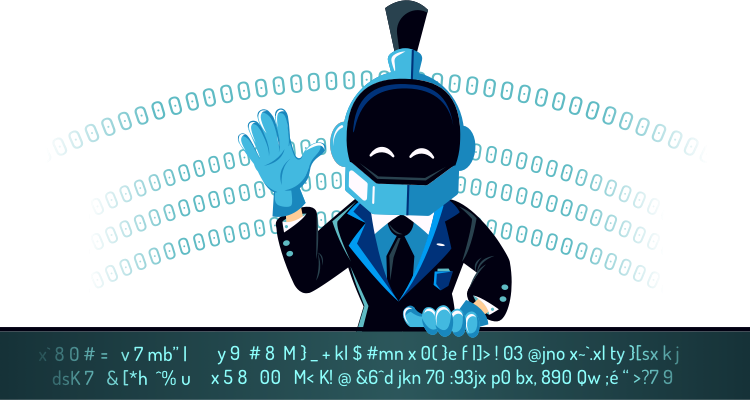 x` 8 0 # = v 7 mb" l y 9 # 8 M } _ + kl $ #mn x 0( }e f l]> ! 03 @jno x~`.xl ty }[sx k j
dsK 7 & [*h ^% u x 5 8 00 M< K! @ &6^d jkn 70 :93jx p0 bx, 890 Qw ;é " >?7 9